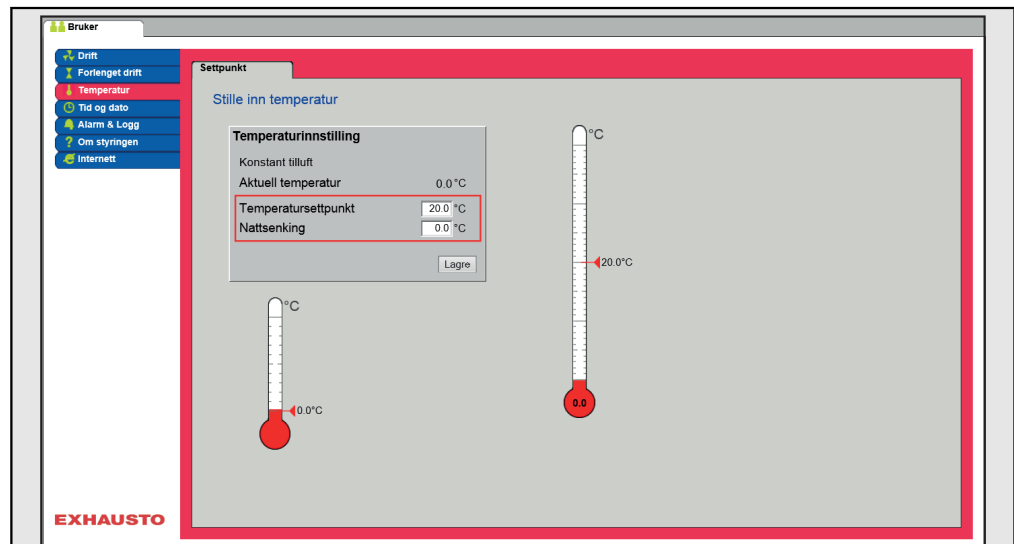 Bruker
Drift
Forlenget drift
Temperatur
Tid og dato
Alarm & Logg
Om styringen
Internett
Settpunkt
Stille inn temperatur
Temperaturinnstilling
Konstant tilluft
Aktuell temperatur 0.0 °C
Temperatursettpunkt 20.0 °C
Nattsenking 0.0 °C
Lagre
°C
0.0°C
°C
20.0°C
0.0
EXHAUSTO